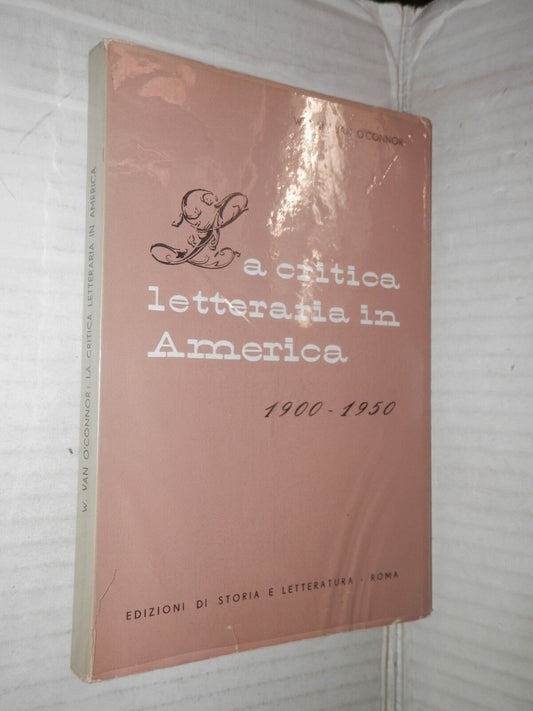 W. VAN O'CONNOR
La critica
letteraria in
America
1900 - 1950
EDIZIONI DI STORIA E LETTERATURA - ROMA
W. VAN O'CONNOR: LA CRITICA LETTERARIA IN AMERICA